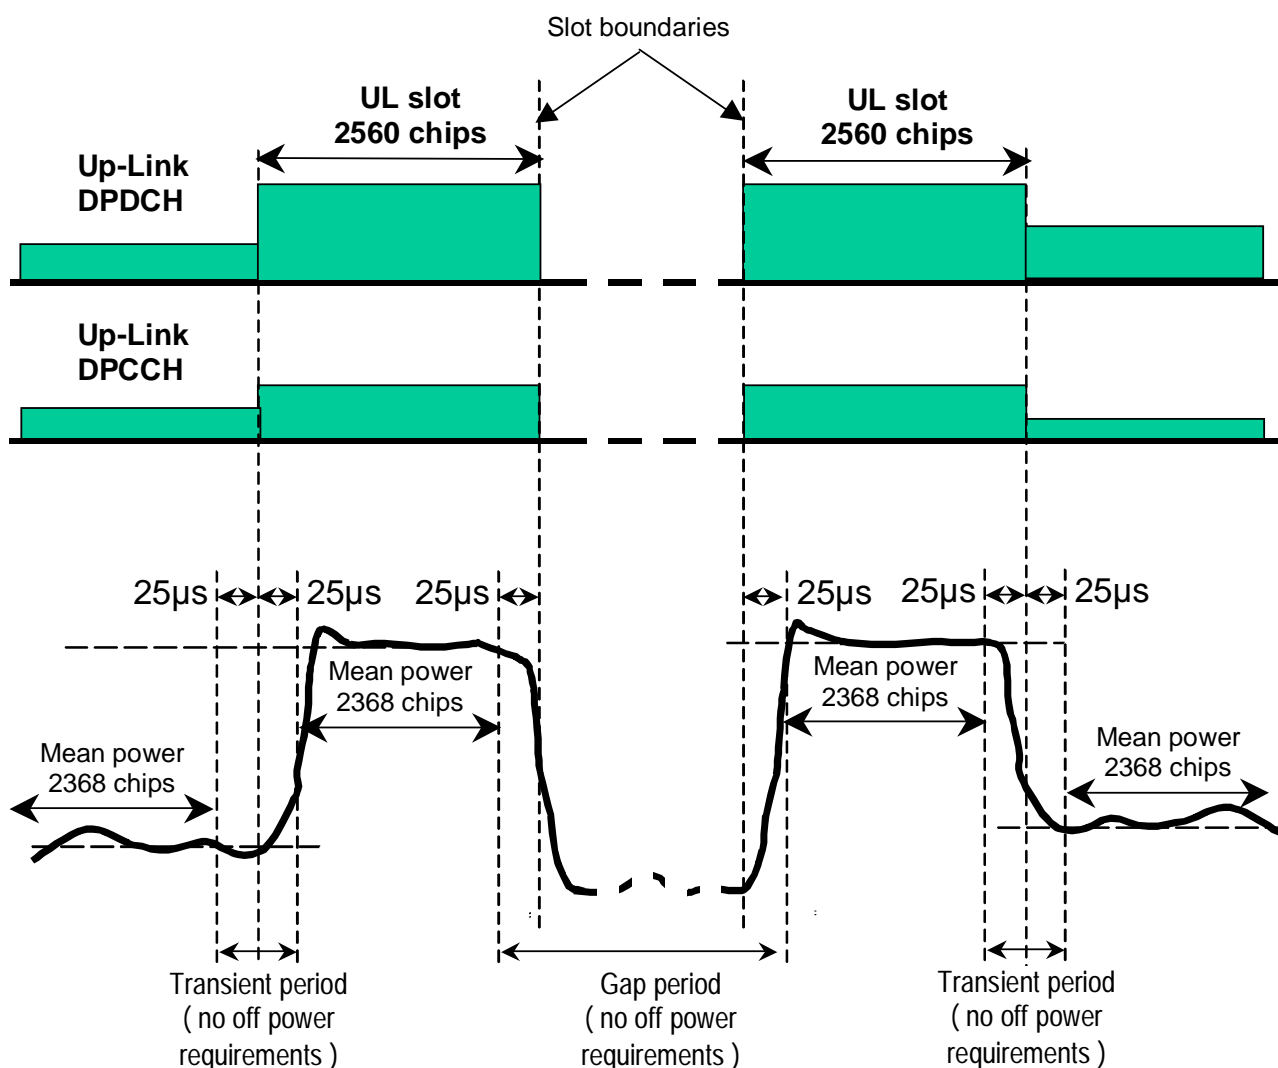 Slot boundaries
UL slot
2560 chips
UL slot
2560 chips
Up-Link
DPDCH
Up-Link
DPCCH
25µs
25µs
25µs
25µs
25µs
25µs
Mean power
2368 chips
Mean power
2368 chips
Mean power
2368 chips
Mean power
2368 chips
Transient period
( no off power
requirements )
Gap period
( no off power
requirements )
Transient period
( no off power
requirements )